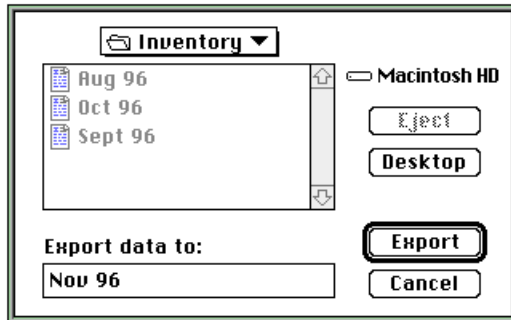 Inventory
Aug 96
Oct 96
Sept 96
Macintosh HD
Eject
Desktop
Export data to:
Nov 96
Export
Cancel